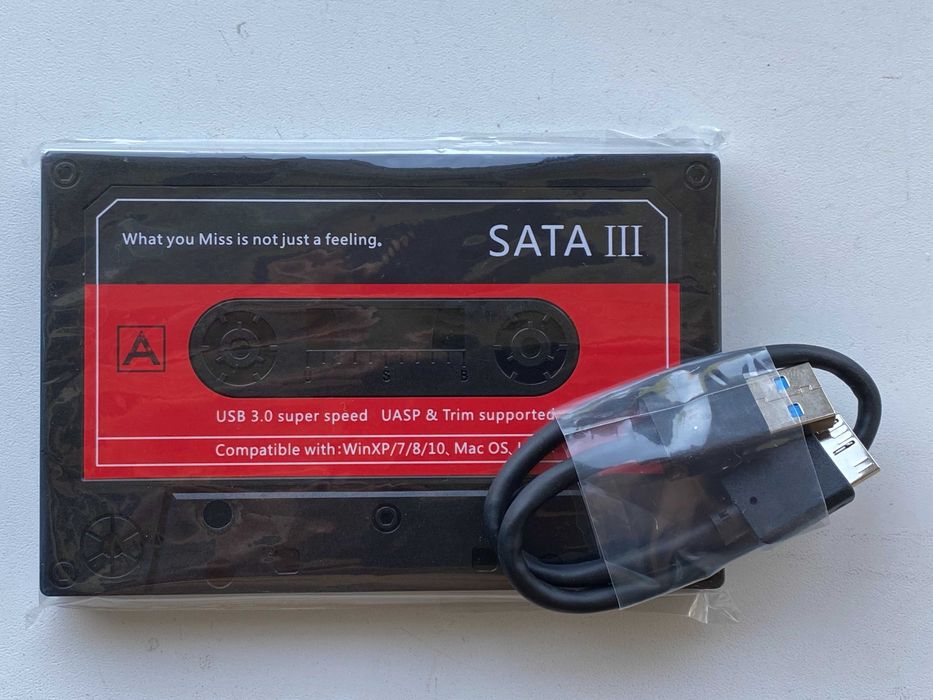 What you Miss is not just a feeling.
SATA III
A
U S B
USB 3.0 super speed UASP & Trim supported
Compatible with:WinXP/7/8/10、Mac OS、